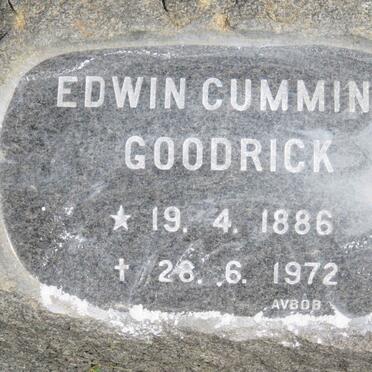 EDWIN CUMMIN
GOODRICK
★ 19. 4. 1886
✝ 28. 6. 1972
AVBOB